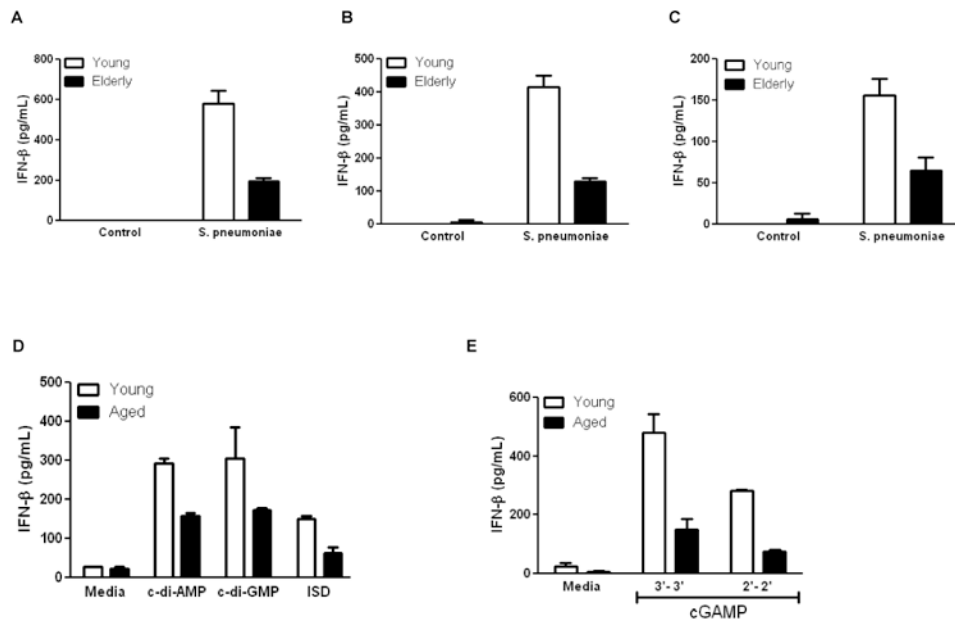 A
Young
Elderly
IFN-β (pg/mL)
800
600
400
200
0
Control
S. pneumoniae
B
Young
Elderly
IFN-β (pg/mL)
500
400
300
200
100
0
Control
S. pneumoniae
C
Young
Elderly
IFN-β (pg/mL)
200
150
100
50
0
Control
S. pneumoniae
D
Young
Aged
IFN-β (pg/mL)
500
400
300
200
100
0
Media
c-di-AMP
c-di-GMP
ISD
E
Young
Aged
IFN-β (pg/mL)
600
400
200
0
Media
3'- 3'
2'- 2'
cGAMP